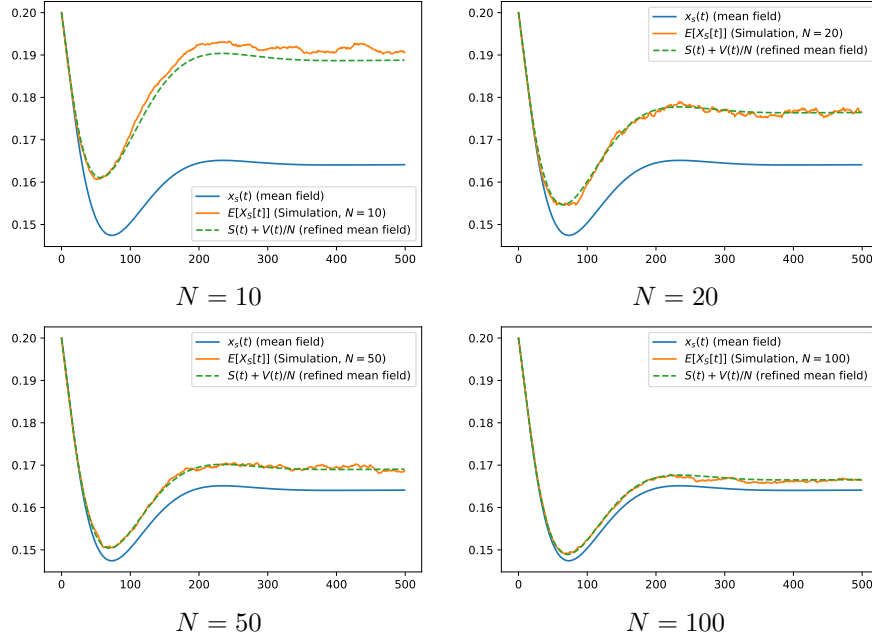 0.20
0.19
0.18
0.17
0.16
0.15
0 100 200 300 400 500
x_s(t) (mean field)
E[X_S[t]] (Simulation, N = 10)
S(t) + V(t)/N (refined mean field)
N = 10
0.20
0.19
0.18
0.17
0.16
0.15
0 100 200 300 400 500
x_s(t) (mean field)
E[X_S[t]] (Simulation, N = 20)
S(t) + V(t)/N (refined mean field)
N = 20
0.20
0.19
0.18
0.17
0.16
0.15
0 100 200 300 400 500
x_s(t) (mean field)
E[X_S[t]] (Simulation, N = 50)
S(t) + V(t)/N (refined mean field)
N = 50
0.20
0.19
0.18
0.17
0.16
0.15
0 100 200 300 400 500
x_s(t) (mean field)
E[X_S[t]] (Simulation, N = 100)
S(t) + V(t)/N (refined mean field)
N = 100